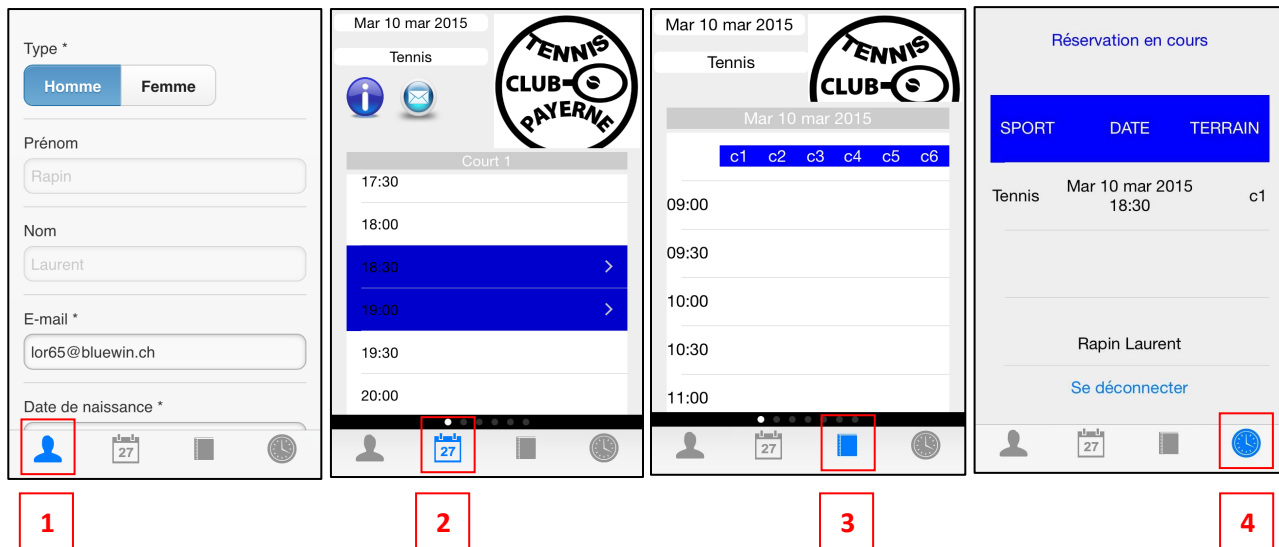 Type *
Homme Femme
Prénom
Rapin
Nom
Laurent
E-mail *
lor65@bluewin.ch
Date de naissance *
27
1
Mar 10 mar 2015
Tennis
TENNIS
CLUB
PAYERNE
Court 1
17:30
18:00
18:30
19:00
19:30
20:00
27
2
Mar 10 mar 2015
Tennis
TENNIS
CLUB
Mar 10 mar 2015
c1 c2 c3 c4 c5 c6
09:00
09:30
10:00
10:30
11:00
27
3
Réservation en cours
SPORT DATE TERRAIN
Tennis Mar 10 mar 2015 c1
18:30
Rapin Laurent
Se déconnecter
27
4